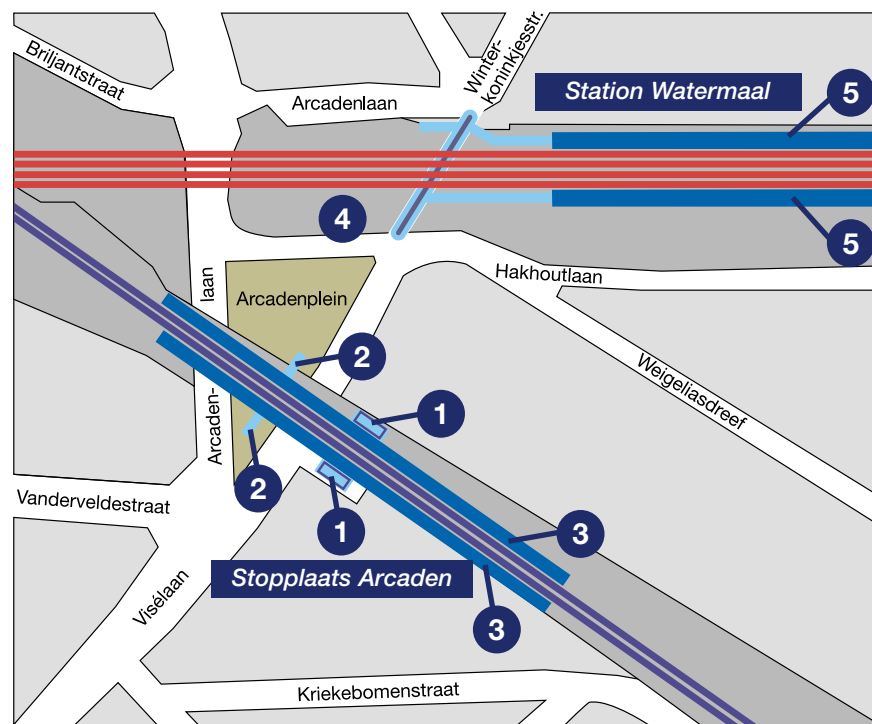 Briljantstraat
Arcadenlaan
Winter-
koninkjesstr.
Station Watermaal
5
4
5
Hakhoutlaan
laan
Arcadenplein
2
Weigeliasdreef
1
Arcaden-
2
Vanderveldestraat
1
3
Stopplaats Arcaden
Visélaan
3
Kriekebomenstraat